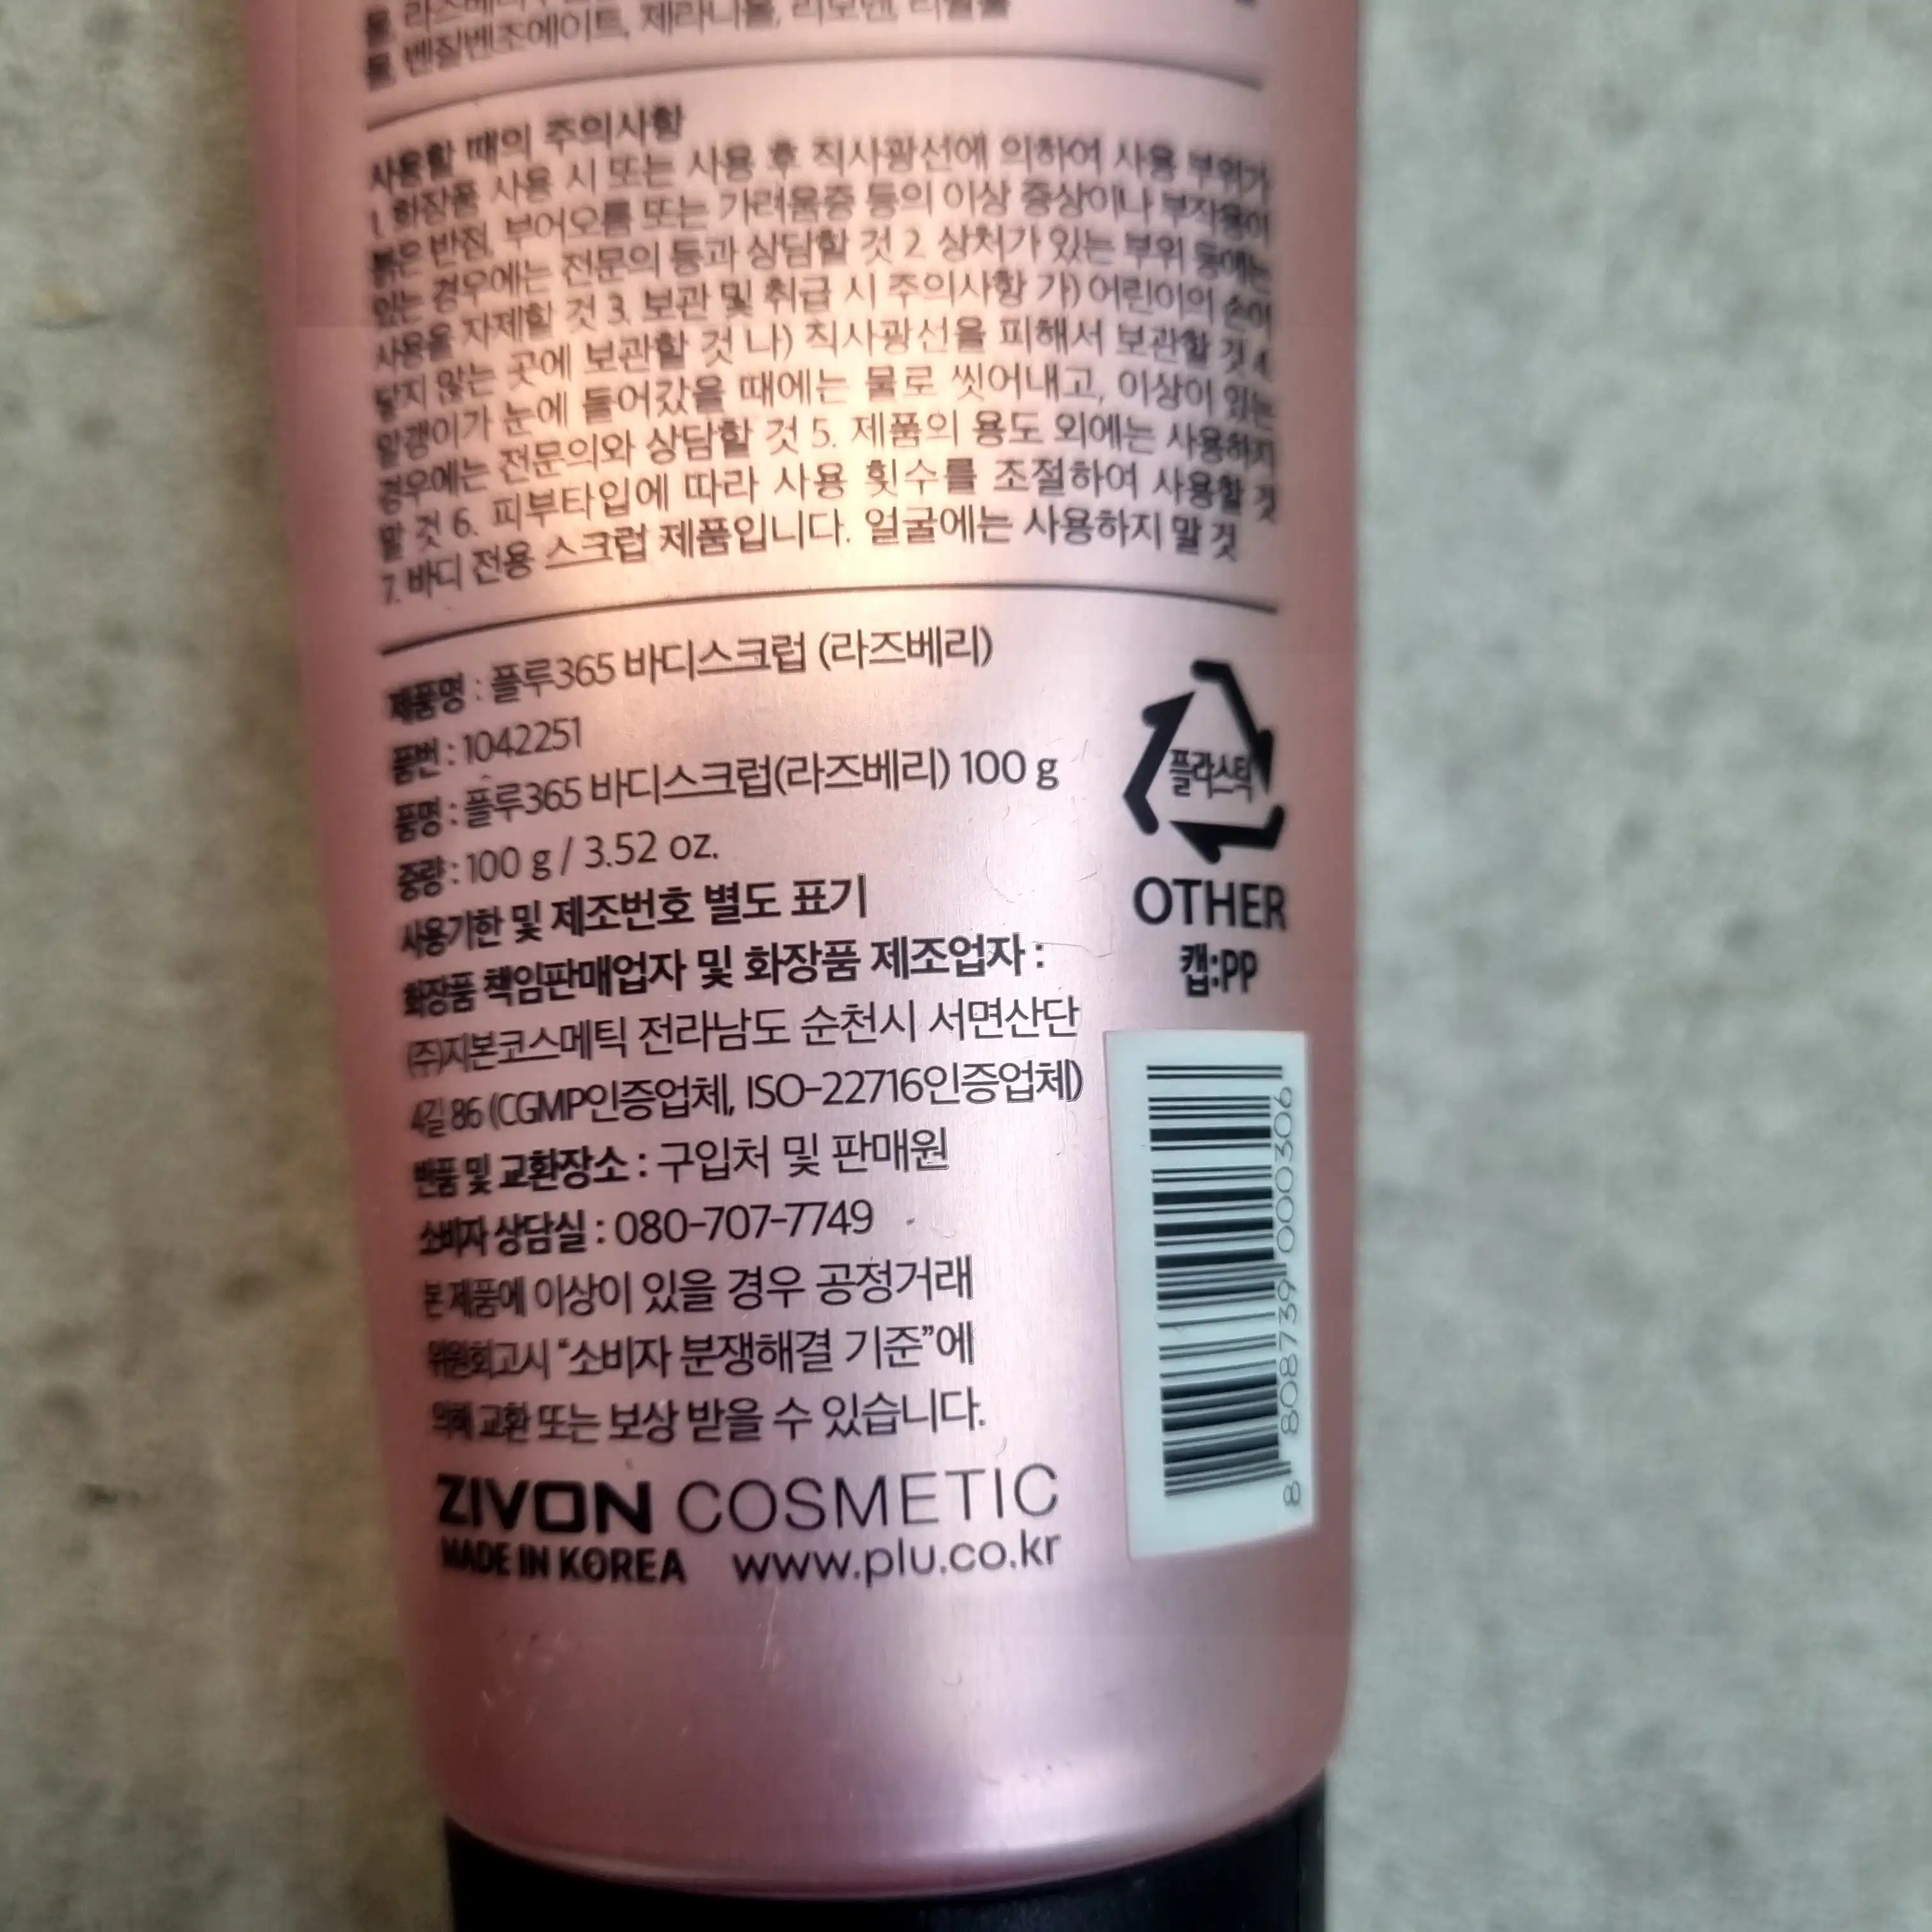 벤질벤조에이트, 제라니올, 리모넨, 리날룰
사용할 때의 주의사항
1. 화장품 사용 시 또는 사용 후 직사광선에 의하여 사용 부위가
붉은 반점, 부어오름 또는 가려움증 등의 이상 증상이나 부작용이
있는 경우에는 전문의 등과 상담할 것 2. 상처가 있는 부위 등에는
사용을 자제할 것 3. 보관 및 취급 시 주의사항 가) 어린이의 손이
닿지 않는 곳에 보관할 것 나) 직사광선을 피해서 보관할 것 4.
알갱이가 눈에 들어갔을 때에는 물로 씻어내고, 이상이 있는
경우에는 전문의와 상담할 것 5. 제품의 용도 외에는 사용하지
말 것 6. 피부타입에 따라 사용 횟수를 조절하여 사용할 것
7. 바디 전용 스크럽 제품입니다. 얼굴에는 사용하지 말 것
제품명 : 플루365 바디스크럽 (라즈베리)
품번 : 1042251
품명 : 플루365 바디스크럽(라즈베리) 100 g
중량 : 100 g / 3.52 oz.
사용기한 및 제조번호 별도 표기
화장품 책임판매업자 및 화장품 제조업자 :
(주)지본코스메틱 전라남도 순천시 서면산단
4길 86 (CGMP인증업체, ISO-22716인증업체)
반품 및 교환장소 : 구입처 및 판매원
소비자 상담실 : 080-707-7749
본 제품에 이상이 있을 경우 공정거래
위원회고시 “소비자 분쟁해결 기준”에
의해 교환 또는 보상 받을 수 있습니다.
ZIVON COSMETIC
MADE IN KOREA www.plu.co.kr
플라스틱
OTHER
캡:PP
8 808739 000306